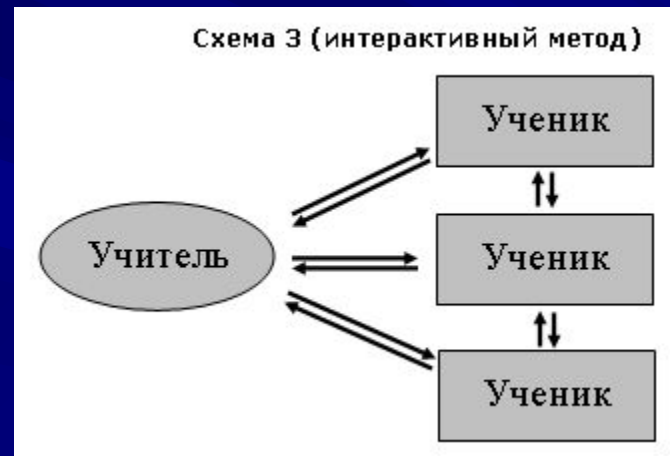 Схема 3 (интерактивный метод)
Ученик
Учитель
Ученик
Ученик